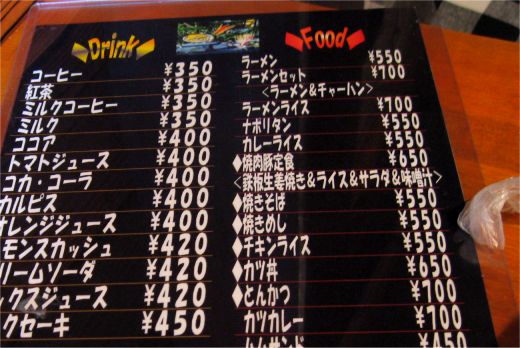 Drink
コーヒー ¥350
紅茶 ¥350
ミルクコーヒー ¥350
ミルク ¥350
ココア ¥400
トマトジュース ¥400
コカ・コーラ ¥400
カルピス ¥400
オレンジジュース ¥400
モンスカッシュ ¥420
リームソーダ ¥420
ックスジュース ¥420
クセーキ ¥450
Food
ラーメン ¥550
ラーメンセット ¥700
<ラーメン&チャーハン>
ラーメンライス ¥700
ナポリタン ¥550
カレーライス ¥550
♦焼肉豚定食 ¥650
<鉄板生姜焼き&ライス&サラダ&味噌汁>
♦焼きそば ¥550
♦焼きめし ¥550
♦チキンライス ¥550
♦カツ丼 ¥650
♦とんかつ ¥700
カツカレー ¥700
ハムサンド ¥450